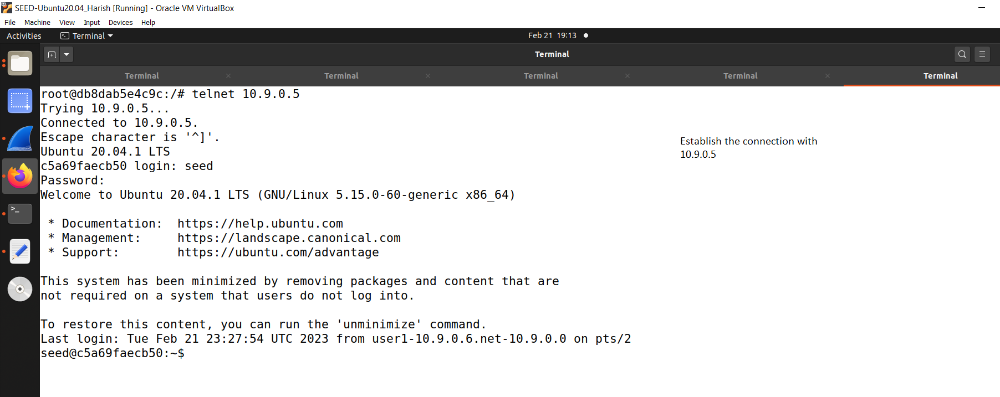 SEED-Ubuntu20.04_Harish [Running] - Oracle VM VirtualBox
File Machine View Input Devices Help
Activities Terminal Feb 21 19:13
Terminal
Terminal Terminal Terminal Terminal Terminal
root@db8dab5e4c9c:/# telnet 10.9.0.5
Trying 10.9.0.5...
Connected to 10.9.0.5.
Escape character is '^]'.
Establish the connection with
10.9.0.5
Ubuntu 20.04.1 LTS
c5a69faecb50 login: seed
Password:
Welcome to Ubuntu 20.04.1 LTS (GNU/Linux 5.15.0-60-generic x86_64)
* Documentation: https://help.ubuntu.com
* Management: https://landscape.canonical.com
* Support: https://ubuntu.com/advantage
This system has been minimized by removing packages and content that are
not required on a system that users do not log into.
To restore this content, you can run the 'unminimize' command.
Last login: Tue Feb 21 23:27:54 UTC 2023 from user1-10.9.0.6.net-10.9.0.0 on pts/2
seed@c5a69faecb50:~$